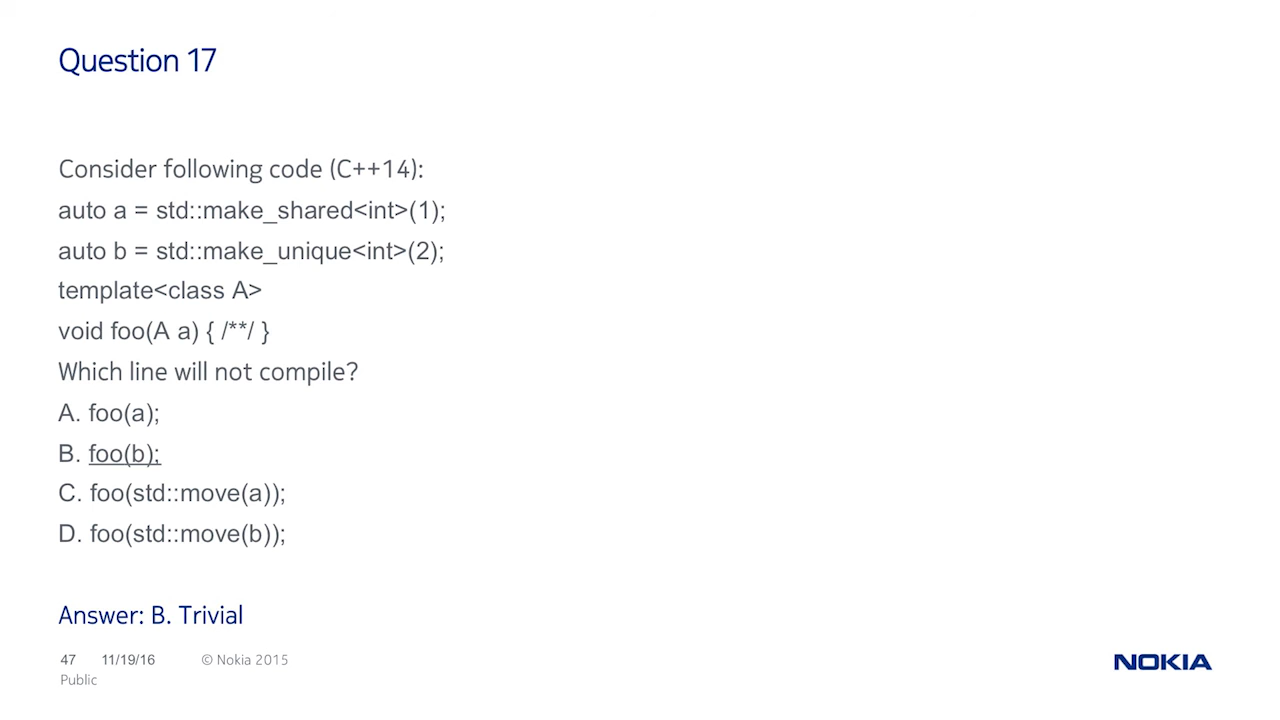 Question 17
Consider following code (C++14):
auto a = std::make_shared<int>(1);
auto b = std::make_unique<int>(2);
template<class A>
void foo(A a) { /**/ }
Which line will not compile?
A. foo(a);
B. foo(b);
C. foo(std::move(a));
D. foo(std::move(b));
Answer: B. Trivial
47 11/19/16 © Nokia 2015
Public
NOKIA